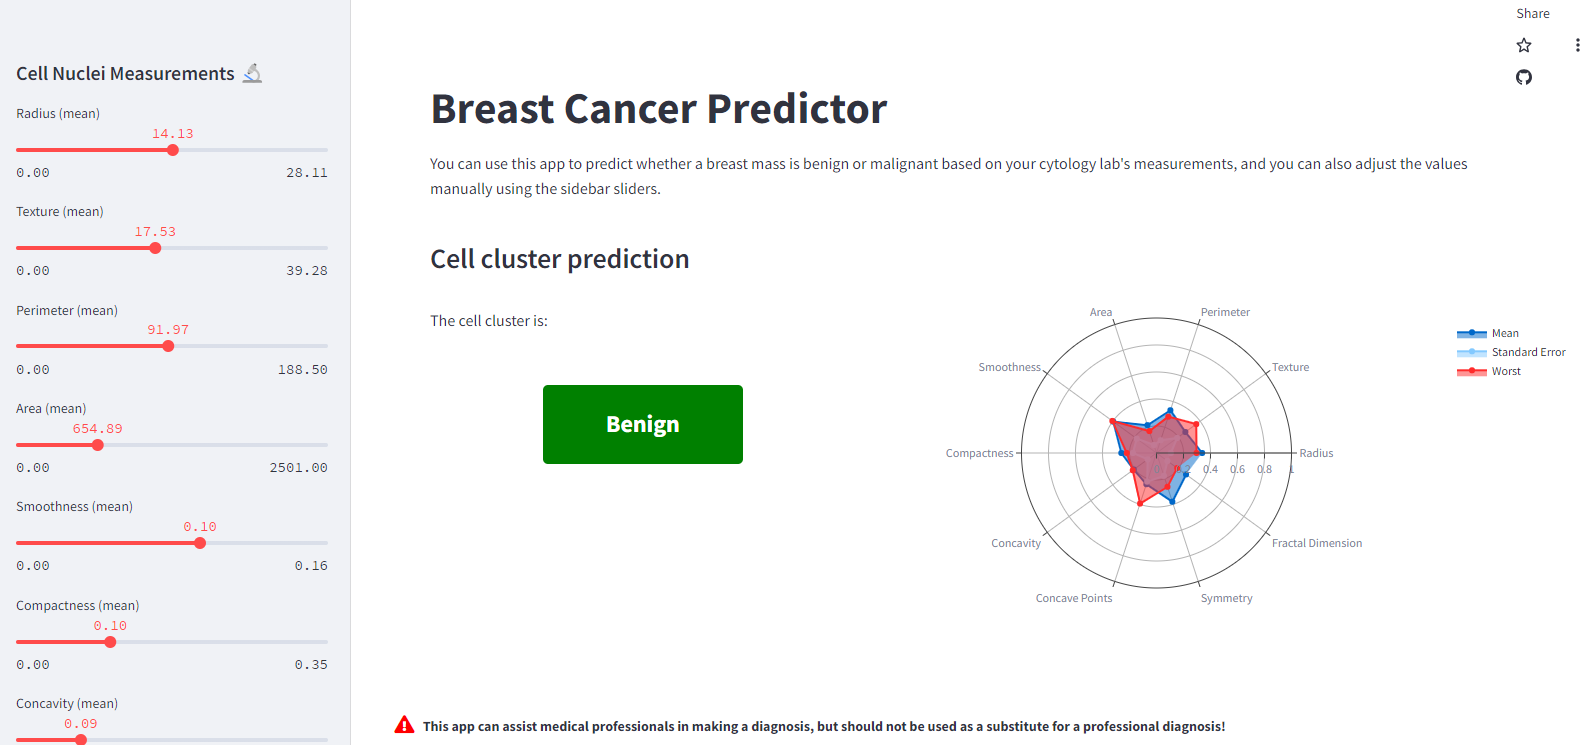 Share
Cell Nuclei Measurements
Radius (mean)
14.13
0.00 28.11
Texture (mean)
17.53
0.00 39.28
Perimeter (mean)
91.97
0.00 188.50
Area (mean)
654.89
0.00 2501.00
Smoothness (mean)
0.10
0.00 0.16
Compactness (mean)
0.10
0.00 0.35
Concavity (mean)
0.09
Breast Cancer Predictor
You can use this app to predict whether a breast mass is benign or malignant based on your cytology lab's measurements, and you can also adjust the values
manually using the sidebar sliders.
Cell cluster prediction
The cell cluster is:
Benign
Area
Perimeter
Smoothness
Texture
Compactness
Radius
0 0.2 0.4 0.6 0.8 1
Concavity
Fractal Dimension
Concave Points
Symmetry
Mean
Standard Error
Worst
This app can assist medical professionals in making a diagnosis, but should not be used as a substitute for a professional diagnosis!